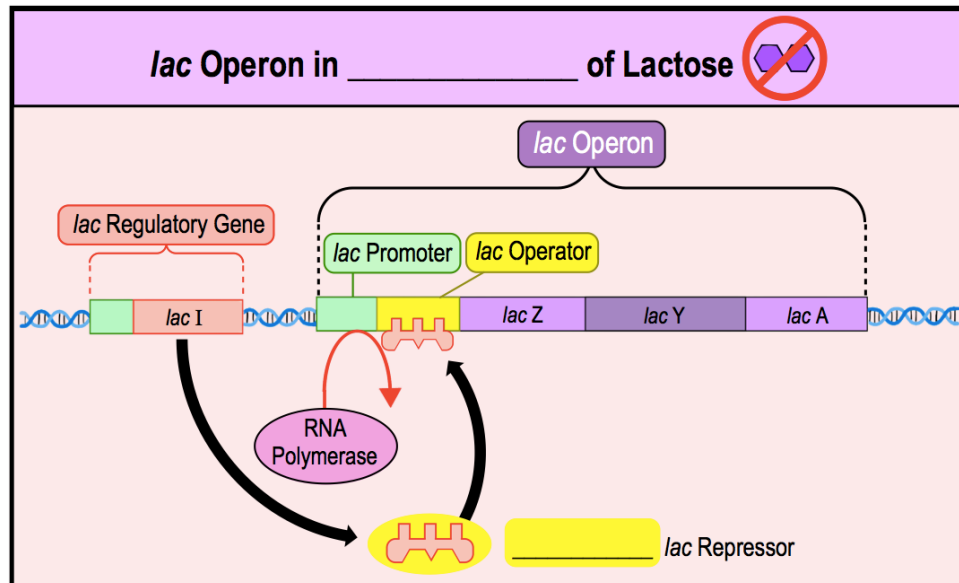 lac Operon in ________________ of Lactose
lac Operon
lac Regulatory Gene
lac Promoter
lac Operator
lac I
lac Z
lac Y
lac A
RNA
Polymerase
____________ lac Repressor